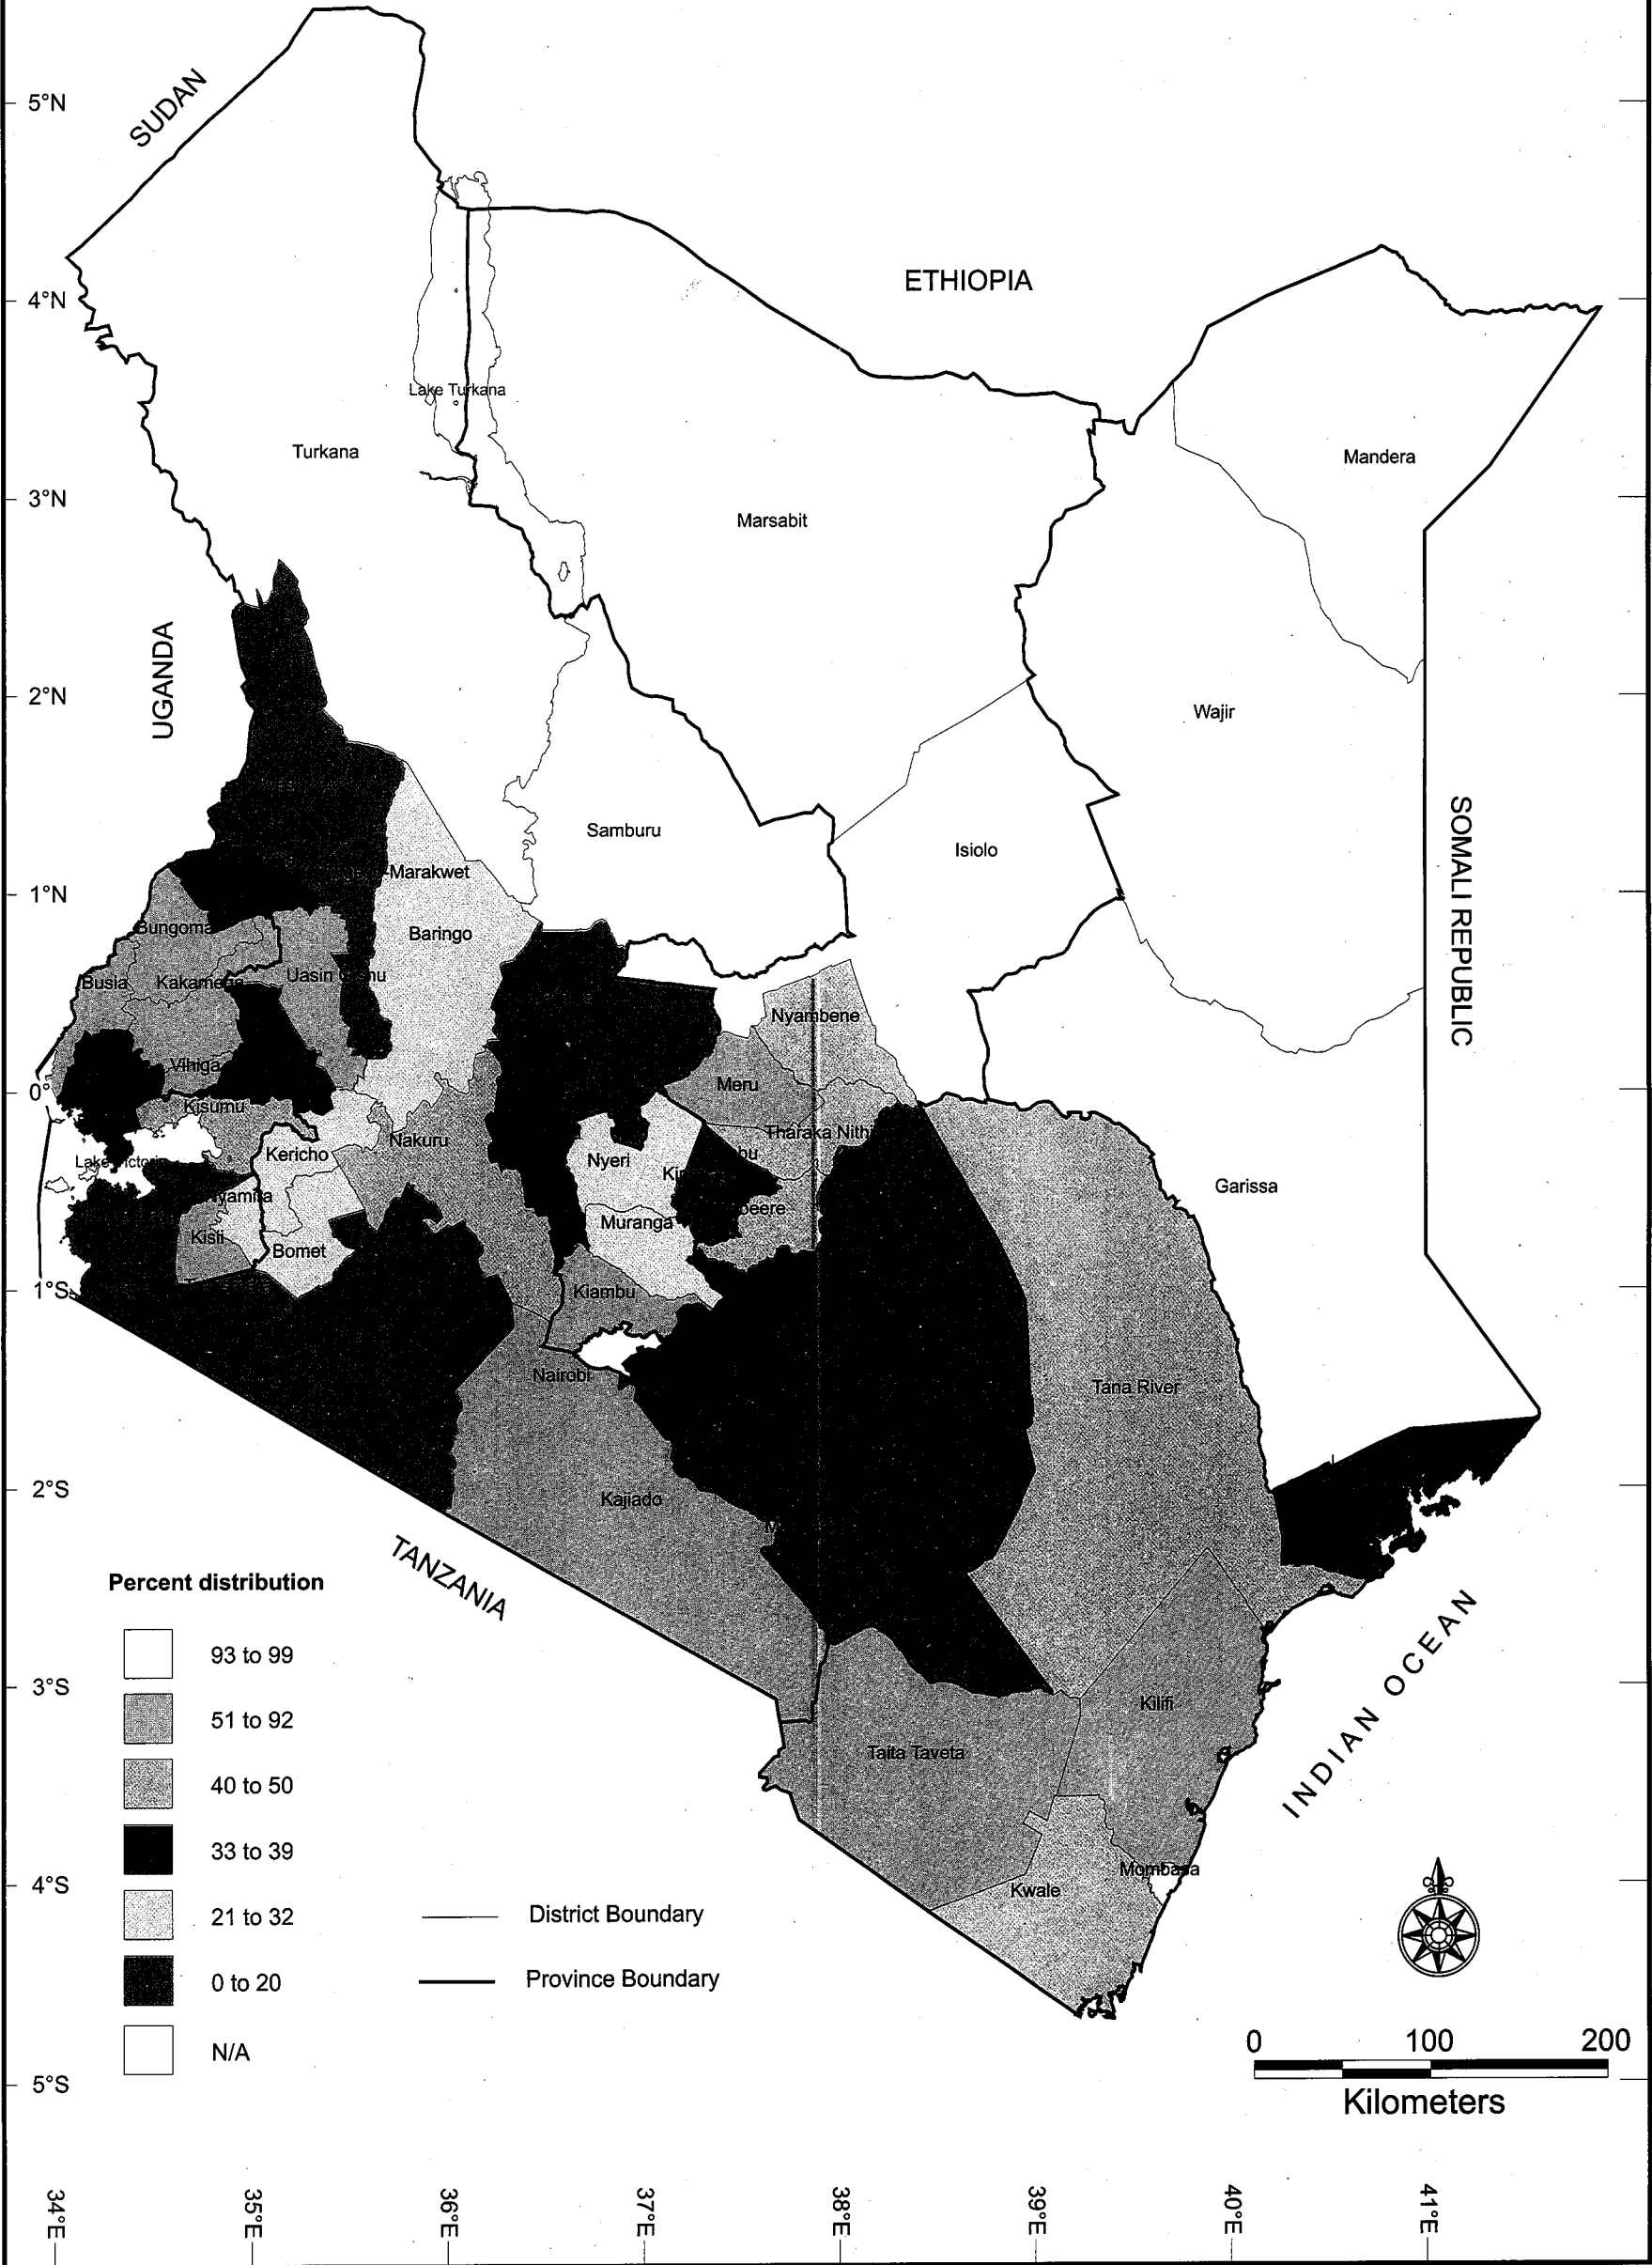 SUDAN
5°N
4°N
ETHIOPIA
Lake Turkana
Turkana
Mandera
3°N
Marsabit
UGANDA
2°N
Wajir
SOMALI REPUBLIC
Samburu
Isiolo
-Marakwet
1°N
Bungoma
Baringo
Busia
Kakamega
Uasin Gishu
Nyambene
Vihiga
Meru
0°
Kisumu
Nakuru
Tharaka Nithi
Kericho
Nyeri
Garissa
Nyamira
Muranga
Kisii
Bomet
1°S
Kiambu
Nairobi
Tana River
2°S
Kajiado
TANZANIA
Percent distribution
93 to 99
51 to 92
40 to 50
33 to 39
21 to 32
0 to 20
N/A
3°S
Kilifi
Taita Taveta
INDIAN OCEAN
4°S
Mombasa
Kwale
District Boundary
Province Boundary
0 100 200
Kilometers
5°S
34°E 35°E 36°E 37°E 38°E 39°E 40°E 41°E